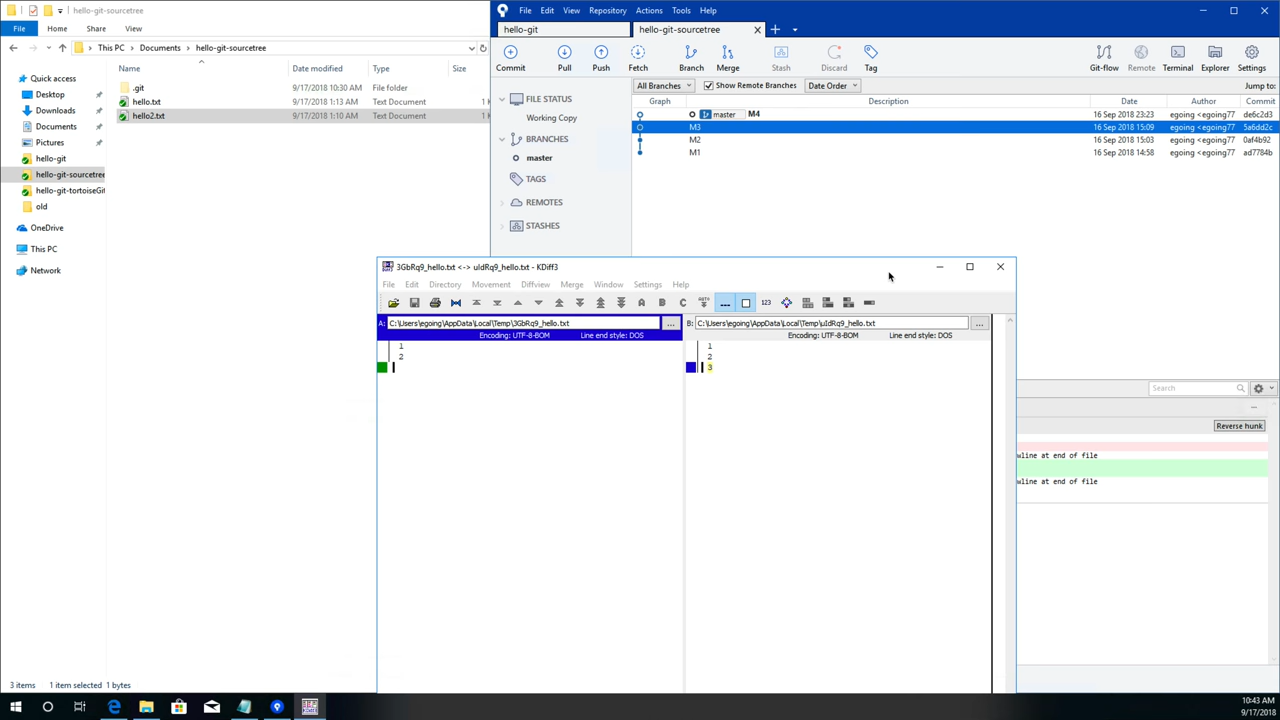 hello-git-sourcetree
File Home Share View
This PC > Documents > hello-git-sourcetree
Name Date modified Type Size
Quick access
Desktop
Downloads
Documents
Pictures
hello-git
hello-git-sourcetree
hello-git-tortoiseGit
old
OneDrive
This PC
Network
.git 9/17/2018 10:30 AM File folder
hello.txt 9/17/2018 1:13 AM Text Document 1 K
hello2.txt 9/17/2018 1:10 AM Text Document 1 K
3 items 1 item selected 1 bytes
File Edit View Repository Actions Tools Help
hello-git hello-git-sourcetree
Commit Pull Push Fetch Branch Merge Stash Discard Tag Git-flow Remote Terminal Explorer Settings
FILE STATUS
Working Copy
BRANCHES
master
TAGS
REMOTES
STASHES
All Branches Show Remote Branches Date Order Jump to:
Graph Description Date Author Commit
master M4 16 Sep 2018 23:23 egoing <egoing77 de6c2d3
M3 16 Sep 2018 15:09 egoing <egoing77 5a6dd2c
M2 16 Sep 2018 15:03 egoing <egoing77 0af4b92
M1 16 Sep 2018 14:58 egoing <egoing77 ad7784b
3GbRq9_hello.txt <-> uIdRq9_hello.txt - KDiff3
File Edit Directory Movement Diffview Merge Window Settings Help
A B C 123
A: C:\Users\egoing\AppData\Local\Temp\3GbRq9_hello.txt ...
Encoding: UTF-8-BOM Line end style: DOS
1
2
B: C:\Users\egoing\AppData\Local\Temp\uIdRq9_hello.txt ...
Encoding: UTF-8-BOM Line end style: DOS
1
2
3
Search
Reverse hunk
wline at end of file
wline at end of file
10:43 AM
9/17/2018